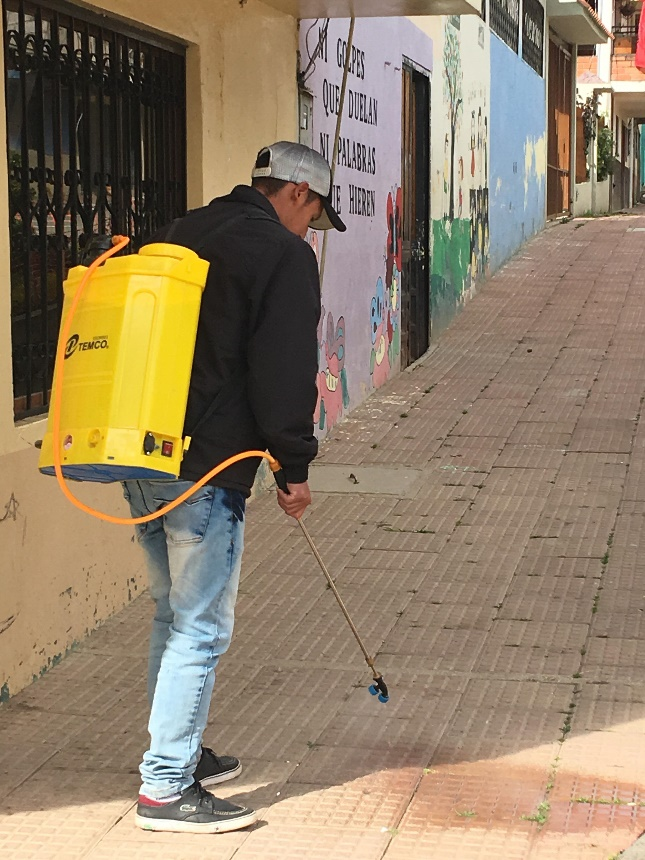 NI GOLPES
QUE DUELAN
NI PALABRAS
QUE HIEREN
TEMCO